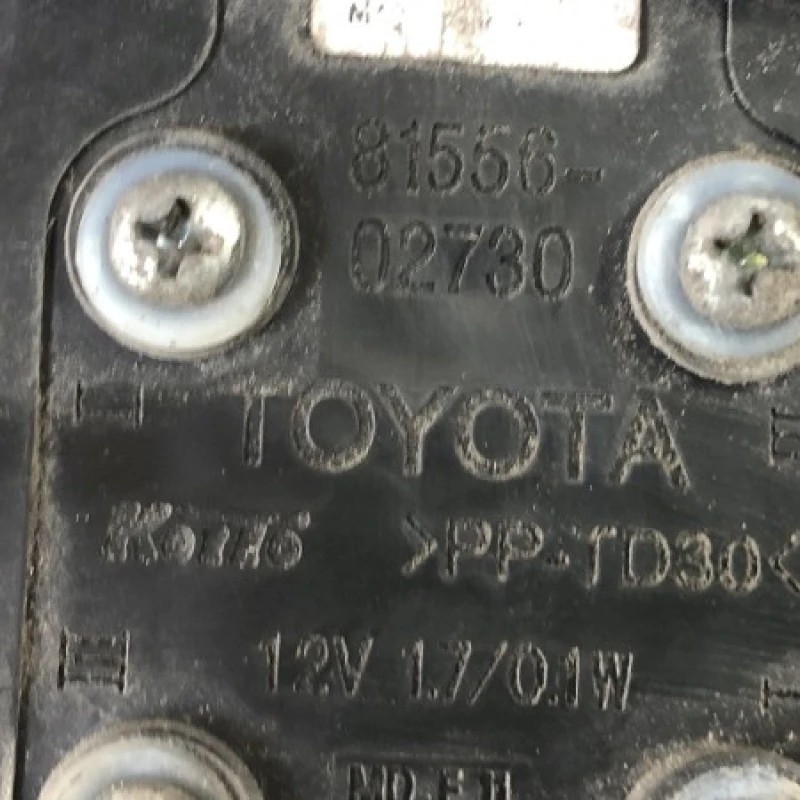 81556-
02730
TOYOTA
KOITO >PP-TD30<
12V 1.7/0.1W